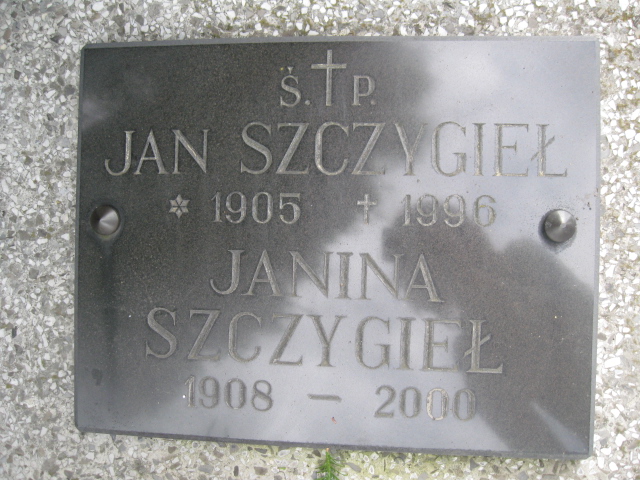 Ś. † P.
JAN SZCZYGIEŁ
* 1905 † 1996
JANINA
SZCZYGIEŁ
1908 – 2000